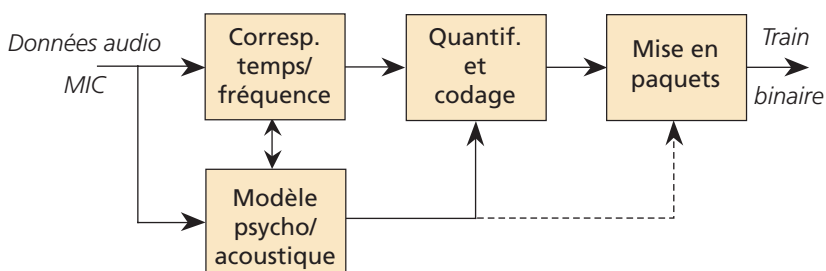 Données audio
MIC
Corresp.
temps/
fréquence
Quantif.
et
codage
Mise en
paquets
Train
binaire
Modèle
psycho/
acoustique